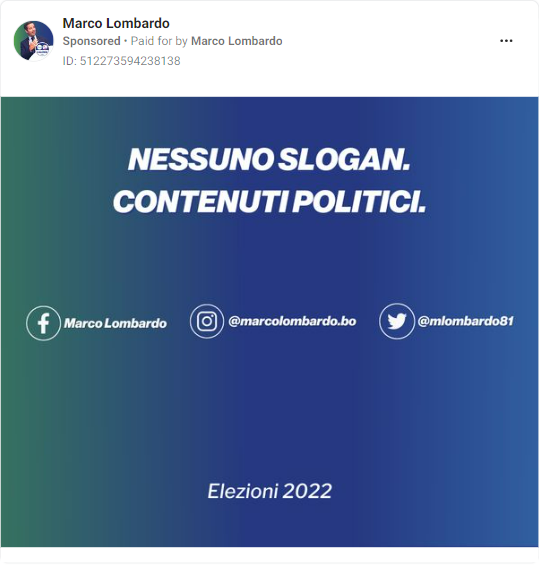 Marco Lombardo
Sponsored • Paid for by Marco Lombardo
ID: 512273594238138
NESSUNO SLOGAN.
CONTENUTI POLITICI.
Marco Lombardo
@marcolombardo.bo
@mlombardo81
Elezioni 2022